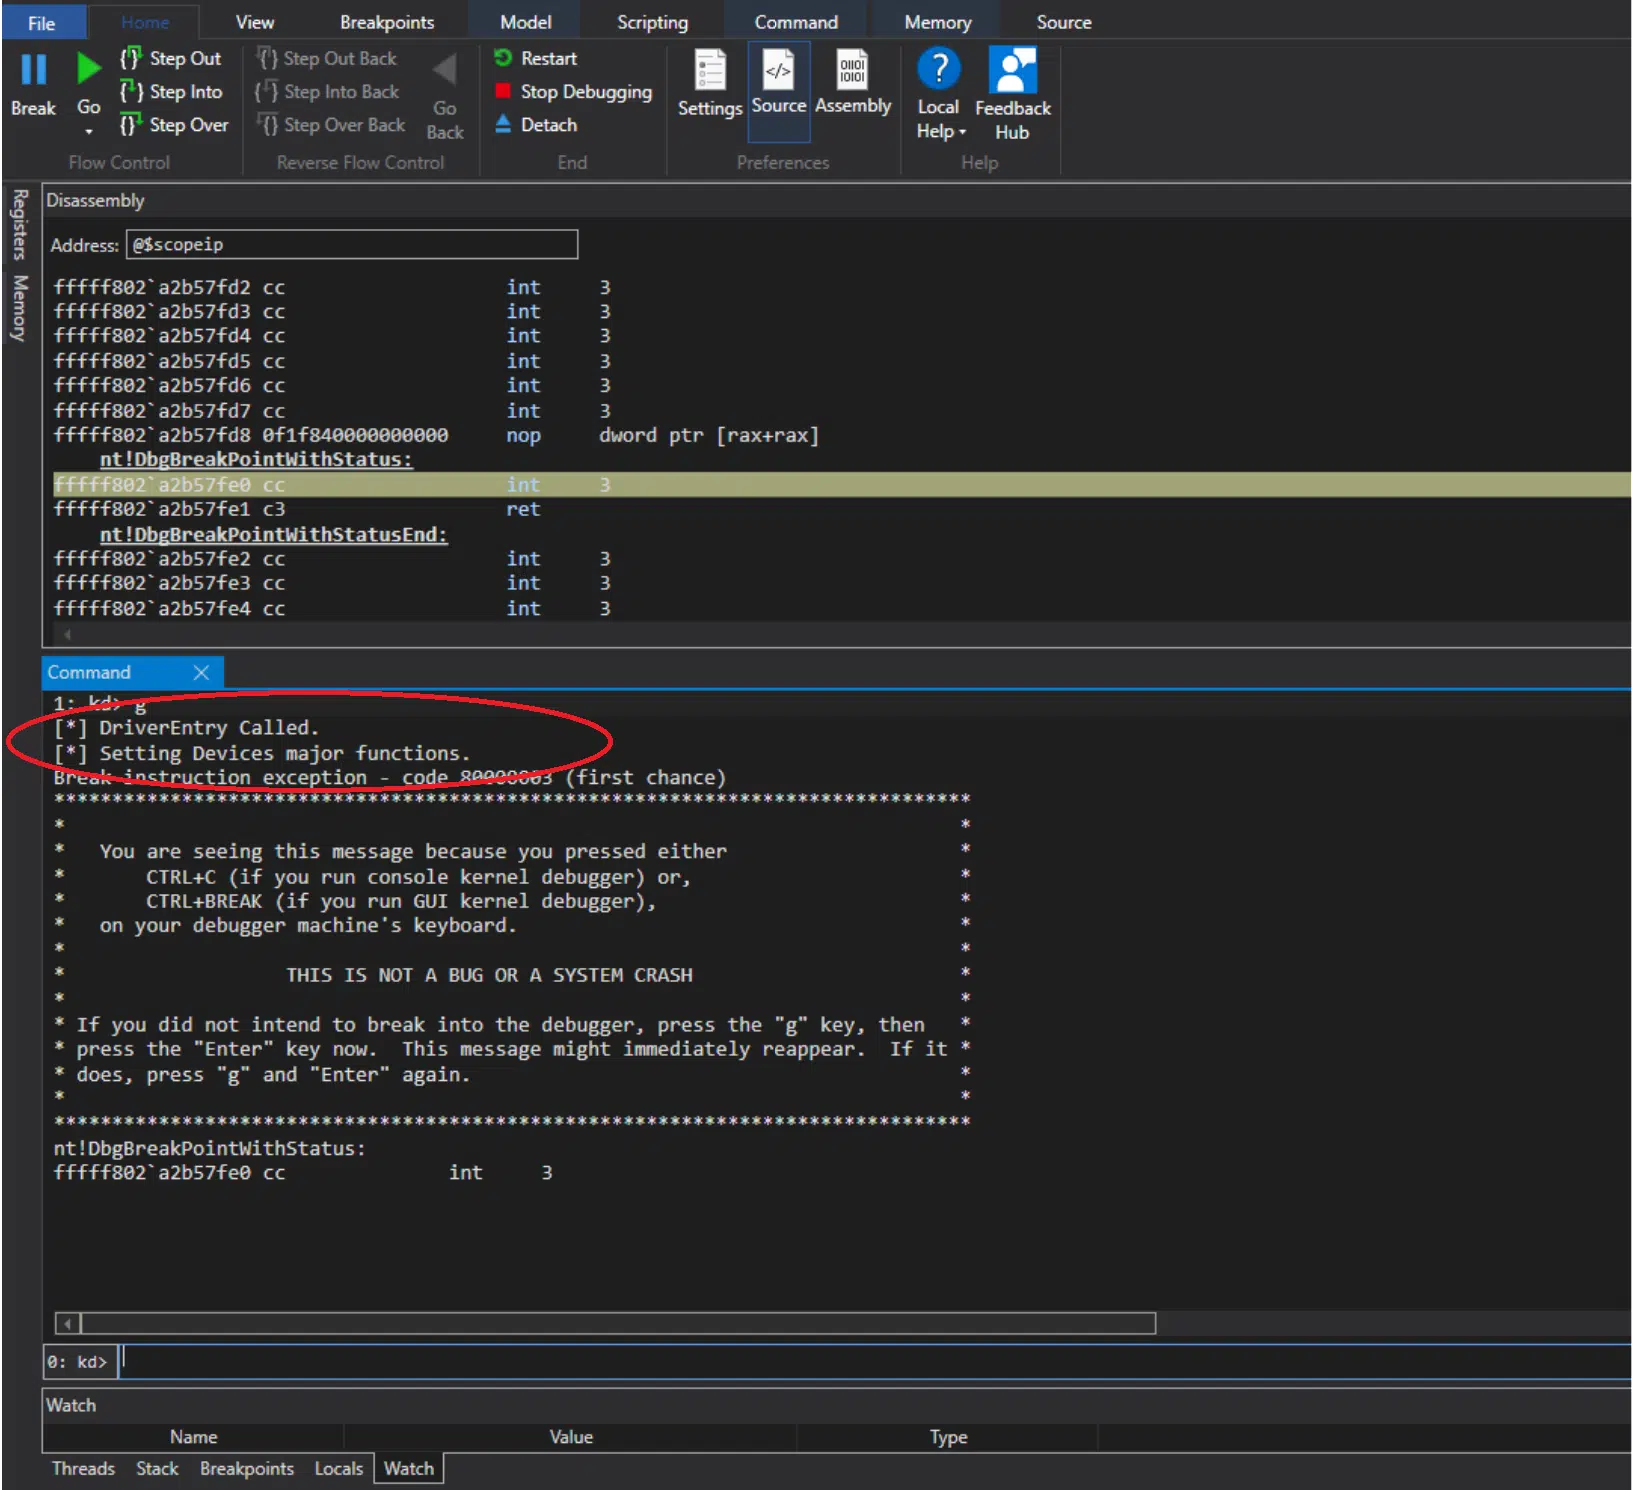 File Home View Breakpoints Model Scripting Command Memory Source
Break
Go
Step Out
Step Into
Step Over
Flow Control
Step Out Back
Step Into Back
Step Over Back
Go Back
Reverse Flow Control
Restart
Stop Debugging
Detach
End
Settings
Source
Assembly
Preferences
Local Help
Feedback Hub
Help
Registers
Memory
Disassembly
Address: @$scopeip
fffff802`a2b57fd2 cc int 3
fffff802`a2b57fd3 cc int 3
fffff802`a2b57fd4 cc int 3
fffff802`a2b57fd5 cc int 3
fffff802`a2b57fd6 cc int 3
fffff802`a2b57fd7 cc int 3
fffff802`a2b57fd8 0f1f840000000000 nop dword ptr [rax+rax]
nt!DbgBreakPointWithStatus:
fffff802`a2b57fe0 cc int 3
fffff802`a2b57fe1 c3 ret
nt!DbgBreakPointWithStatusEnd:
fffff802`a2b57fe2 cc int 3
fffff802`a2b57fe3 cc int 3
fffff802`a2b57fe4 cc int 3
Command
1: kd> g
[*] DriverEntry Called.
[*] Setting Devices major functions.
Break instruction exception - code 80000003 (first chance)
*******************************************************************************
* *
* You are seeing this message because you pressed either *
* CTRL+C (if you run console kernel debugger) or, *
* CTRL+BREAK (if you run GUI kernel debugger), *
* on your debugger machine's keyboard. *
* *
* THIS IS NOT A BUG OR A SYSTEM CRASH *
* *
* If you did not intend to break into the debugger, press the "g" key, then *
* press the "Enter" key now. This message might immediately reappear. If it *
* does, press "g" and "Enter" again. *
* *
*******************************************************************************
nt!DbgBreakPointWithStatus:
fffff802`a2b57fe0 cc int 3
0: kd>
Watch
Name Value Type
Threads Stack Breakpoints Locals Watch